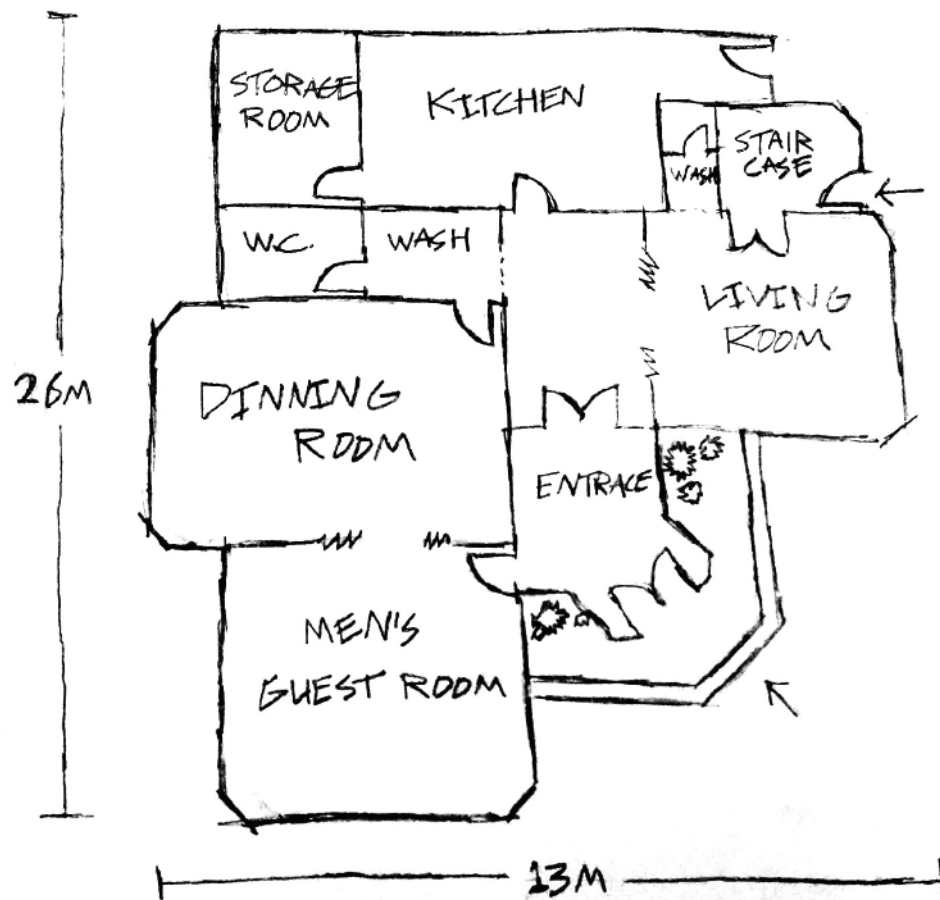 STORAGE
ROOM
KITCHEN
STAIR
CASE
WASH
W.C.
WASH
LIVING
ROOM
26M
DINNING
ROOM
ENTRACE
MEN'S
GUEST ROOM
13M